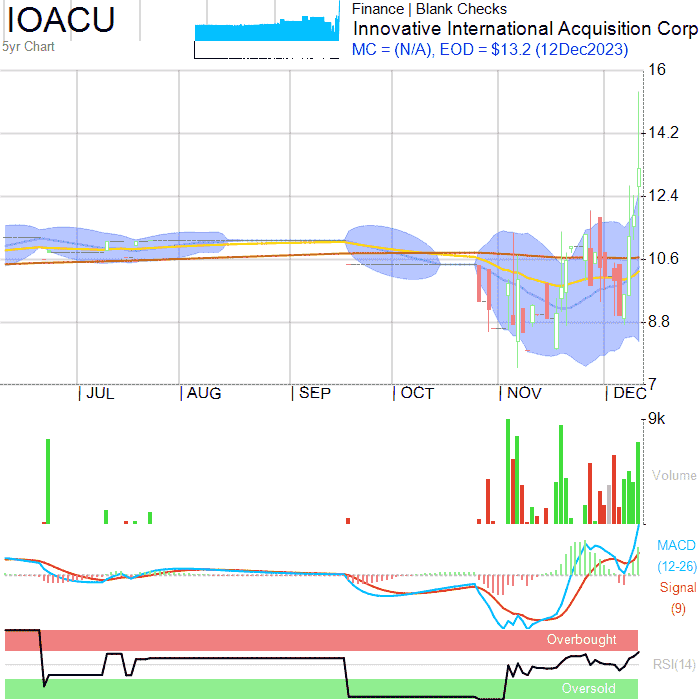 IOACU
5yr Chart
Finance | Blank Checks
Innovative International Acquisition Corp
MC = (N/A), EOD = $13.2 (12Dec2023)
16
14.2
12.4
10.6
8.8
7
JUL
AUG
SEP
OCT
NOV
DEC
9k
Volume
MACD
(12-26)
Signal
(9)
Overbought
RSI(14)
Oversold